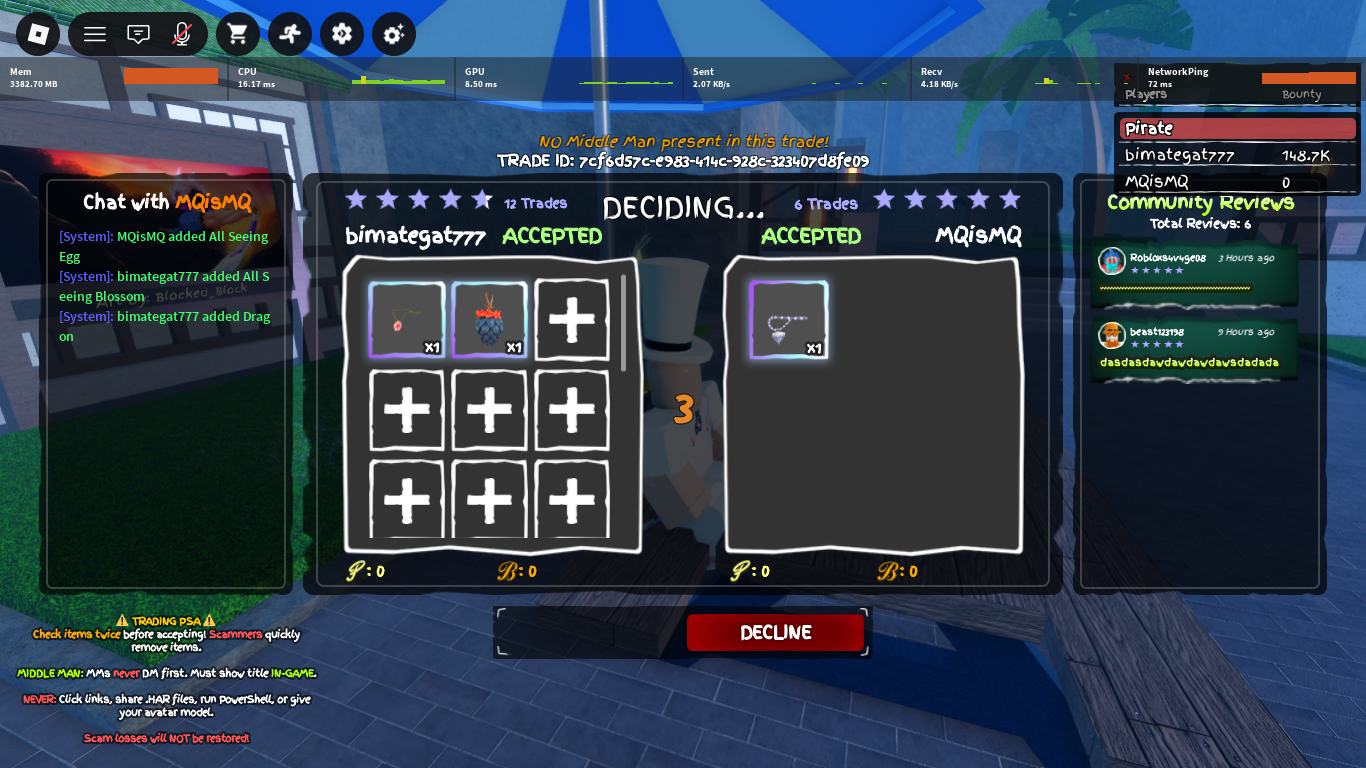 Mem
3382.70 MB
CPU
16.17 ms
GPU
8.50 ms
Sent
2.07 KB/s
Recv
4.18 KB/s
NetworkPing
72 ms
Players Bounty
Pirate
bimategat777 148.7K
MQisMQ 0
NO Middle Man present in this trade!
TRADE ID: 7cf6d57c-e983-414c-928c-323407d8fe09
Chat with MQisMQ
[System]: MQisMQ added All Seeing
Egg
[System]: bimategat777 added All S
eeing Blossom
[System]: bimategat777 added Drag
on
Art By: Blocked_Block
12 Trades
DECIDING...
6 Trades
bimategat777 ACCEPTED
ACCEPTED MQisMQ
X1
X1
X1
3
P: 0
B: 0
P: 0
B: 0
DECLINE
Community Reviews
Total Reviews: 6
Roblox4v4ge08 3 Hours ago
beast123198 9 Hours ago
dasdasdawdawdawdawsdadada
⚠ TRADING PSA ⚠
Check items twice before accepting! Scammers quickly
remove items.
MIDDLE MAN: MMs never DM first. Must show title IN-GAME.
NEVER: Click links, share .HAR files, run PowerShell, or give
your avatar model.
Scam losses will NOT be restored!